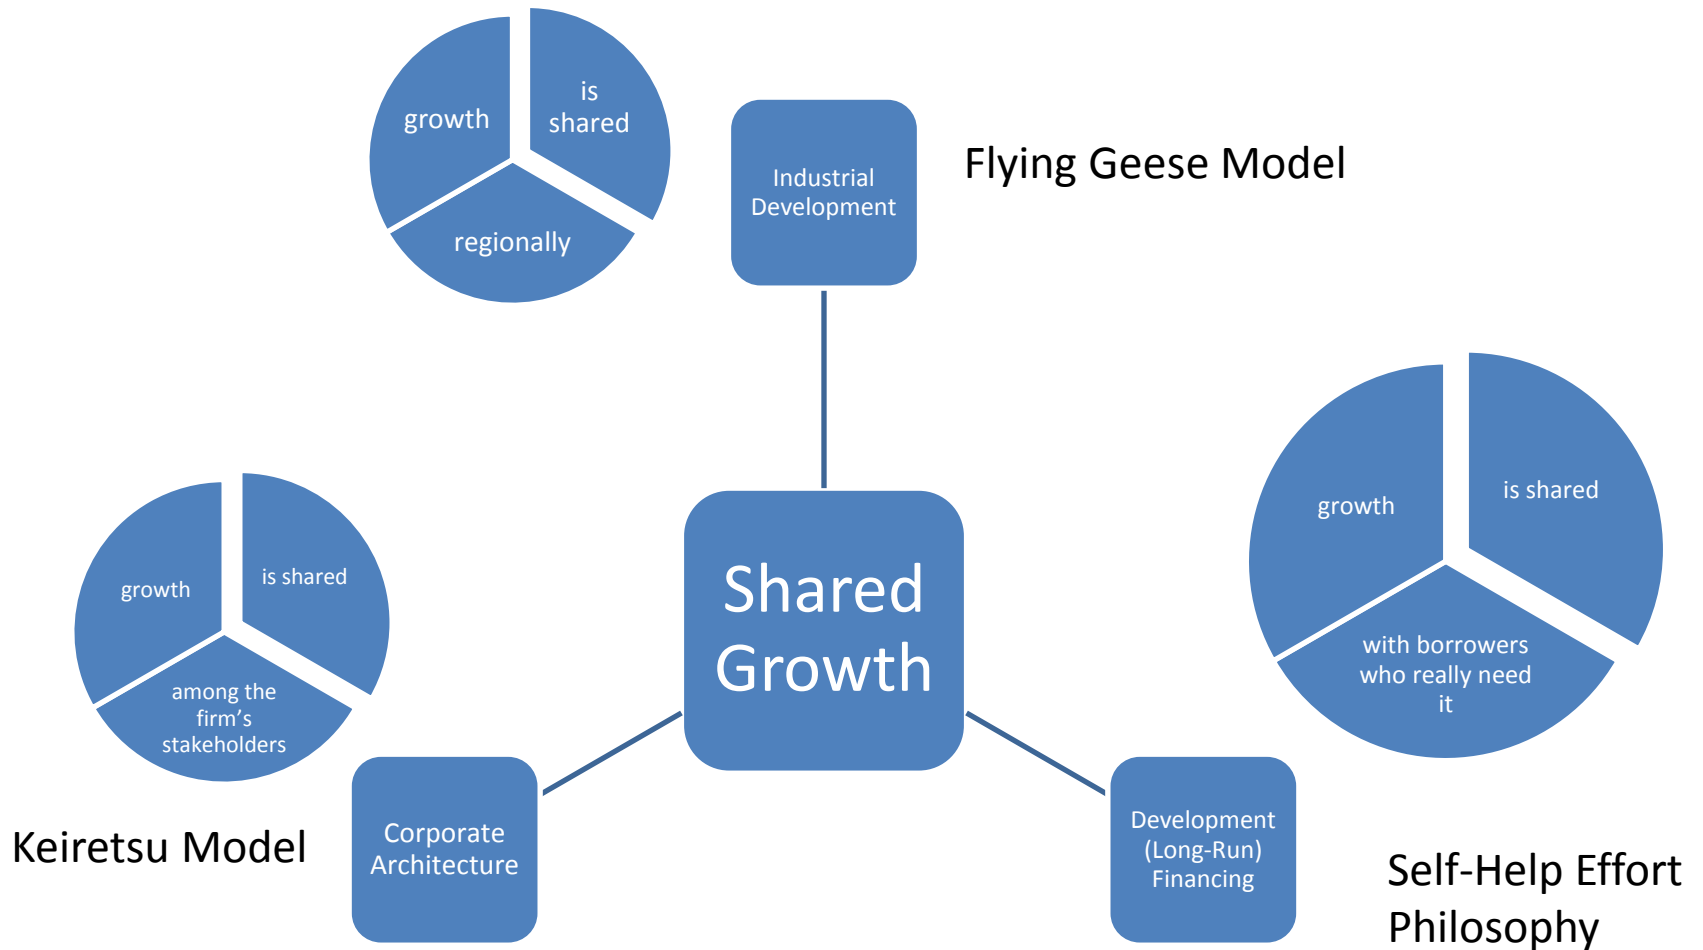 growth
is
shared
regionally
Industrial
Development
Flying Geese Model
growth
is shared
with borrowers
who really need
it
growth
is shared
among the
firm’s
stakeholders
Shared
Growth
Keiretsu Model
Corporate
Architecture
Development
(Long-Run)
Financing
Self-Help Effort
Philosophy